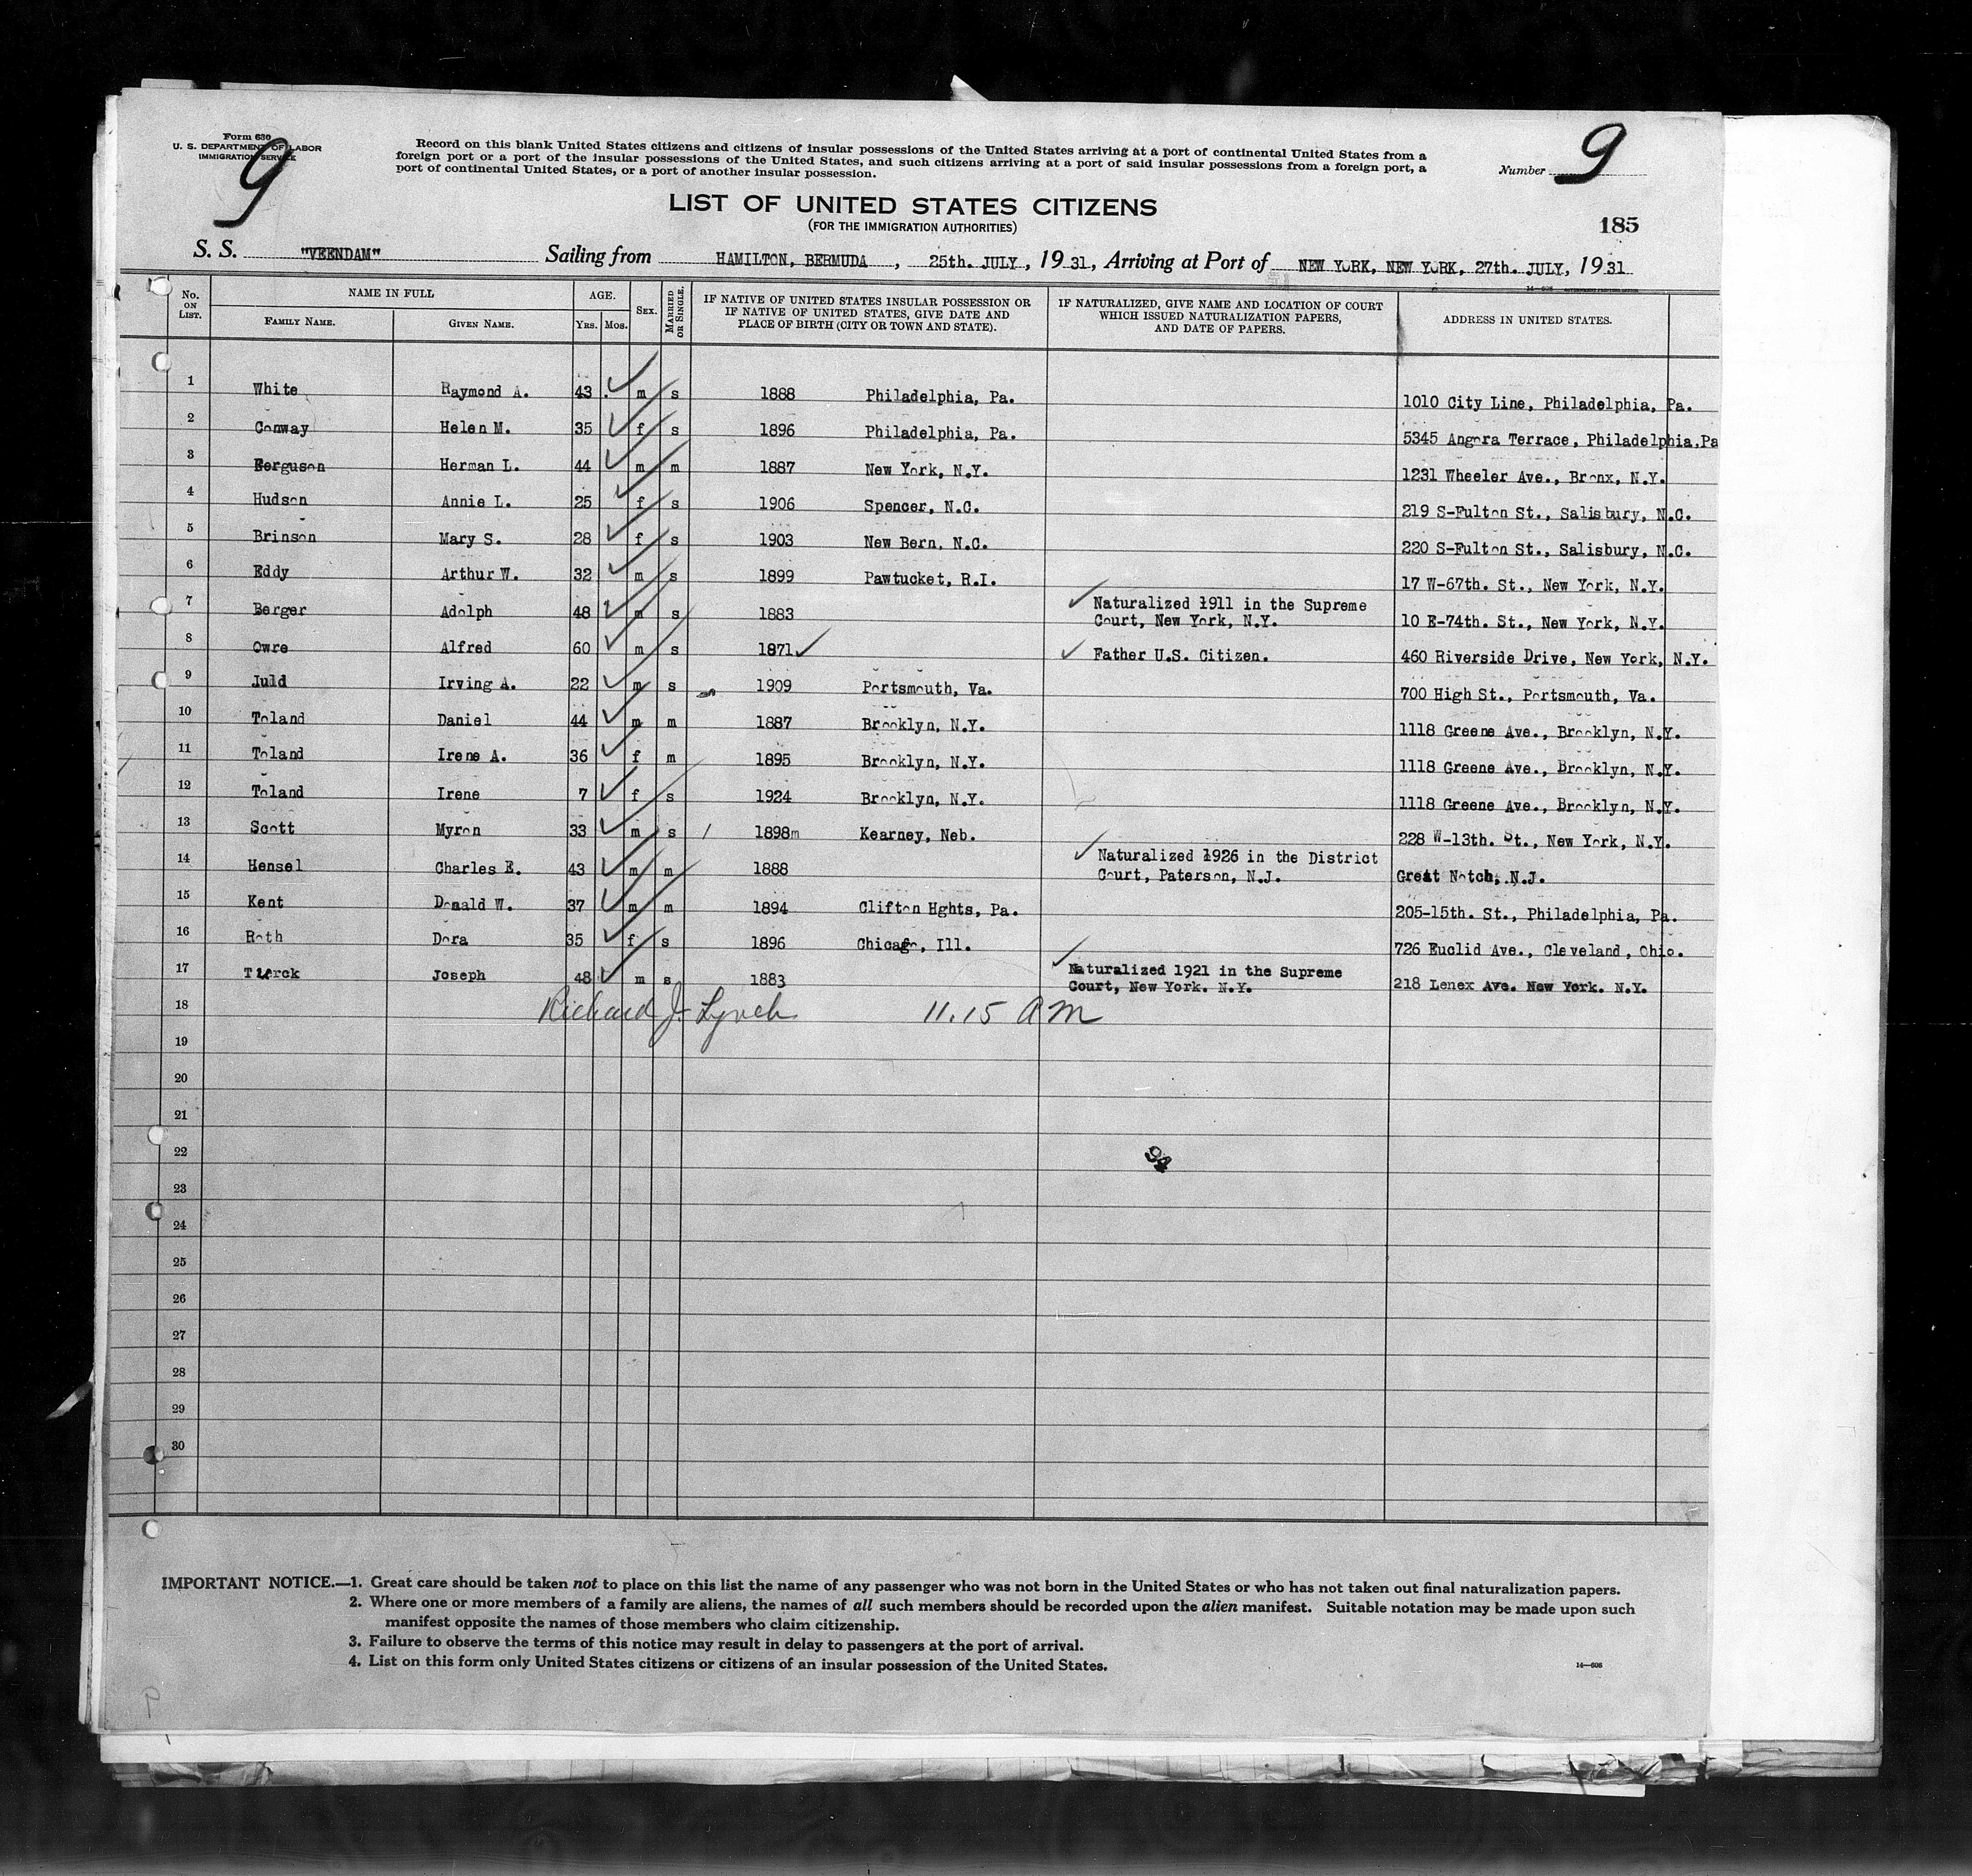 Form 630
U. S. DEPARTMENT OF LABOR
IMMIGRATION SERVICE
9
Record on this blank United States citizens and citizens of insular possessions of the United States arriving at a port of continental United States from a
foreign port or a port of the insular possessions of the United States, and such citizens arriving at a port of said insular possessions from a foreign port, a
port of continental United States, or a port of another insular possession.
Number 9
LIST OF UNITED STATES CITIZENS
(FOR THE IMMIGRATION AUTHORITIES)
185
S. S. "VEENDAM" Sailing from HAMILTON, BERMUDA, 25th. JULY, 1931, Arriving at Port of NEW YORK, NEW YORK, 27th. JULY, 1931
14—606
No. ON LIST. NAME IN FULL FAMILY NAME. GIVEN NAME. AGE. Yrs. Mos. SEX. MARRIED OR SINGLE. IF NATIVE OF UNITED STATES INSULAR POSSESSION OR IF NATIVE OF UNITED STATES, GIVE DATE AND PLACE OF BIRTH (CITY OR TOWN AND STATE). IF NATURALIZED, GIVE NAME AND LOCATION OF COURT WHICH ISSUED NATURALIZATION PAPERS, AND DATE OF PAPERS. ADDRESS IN UNITED STATES.
1 White Raymond A. 43 m s 1888 Philadelphia, Pa. 1010 City Line, Philadelphia, Pa.
2 Conway Helen M. 35 f s 1896 Philadelphia, Pa. 5345 Angora Terrace, Philadelphia,Pa
3 Ferguson Herman L. 44 m m 1887 New York, N.Y. 1231 Wheeler Ave., Bronx, N.Y.
4 Hudson Annie L. 25 f s 1906 Spencer, N.C. 219 S-Fulton St., Salisbury, N.C.
5 Brinson Mary S. 28 f s 1903 New Bern, N.C. 220 S-Fulton St., Salisbury, N.C.
6 Eddy Arthur W. 32 m s 1899 Pawtucket, R.I. 17 W-67th. St., New York, N.Y.
7 Berger Adolph 48 m s 1883 Naturalized 1911 in the Supreme Court, New York, N.Y. 10 E-74th. St., New York, N.Y.
8 Owre Alfred 60 m s 1871 Father U.S. Citizen. 460 Riverside Drive, New York, N.Y.
9 Juld Irving A. 22 m s 1909 Portsmouth, Va. 700 High St., Portsmouth, Va.
10 Toland Daniel 44 m m 1887 Brooklyn, N.Y. 1118 Greene Ave., Brooklyn, N.Y.
11 Toland Irene A. 36 f m 1895 Brooklyn, N.Y. 1118 Greene Ave., Brooklyn, N.Y.
12 Toland Irene 7 f s 1924 Brooklyn, N.Y. 1118 Greene Ave., Brooklyn, N.Y.
13 Scott Myron 33 m s 1898m Kearney, Neb. 228 W-13th. St., New York, N.Y.
14 Hensel Charles E. 43 m m 1888 Naturalized 1926 in the District Court, Paterson, N.J. Great Notch, N.J.
15 Kent Donald W. 37 m m 1894 Clifton Hghts, Pa. 205-15th. St., Philadelphia, Pa.
16 Roth Dora 35 f s 1896 Chicago, Ill. 726 Euclid Ave., Cleveland, Ohio.
17 Joseph 48 m s 1883 Naturalized 1921 in the Supreme Court, New York. N.Y. 218 Lenex Ave. New York. N.Y.
18 Richard J. Lynch 11.15 AM
19
20
21
22
94
23
24
25
26
27
28
29
30
IMPORTANT NOTICE.—1. Great care should be taken not to place on this list the name of any passenger who was not born in the United States or who has not taken out final naturalization papers.
2. Where one or more members of a family are aliens, the names of all such members should be recorded upon the alien manifest. Suitable notation may be made upon such
manifest opposite the names of those members who claim citizenship.
3. Failure to observe the terms of this notice may result in delay to passengers at the port of arrival.
4. List on this form only United States citizens or citizens of an insular possession of the United States.
14—606
P